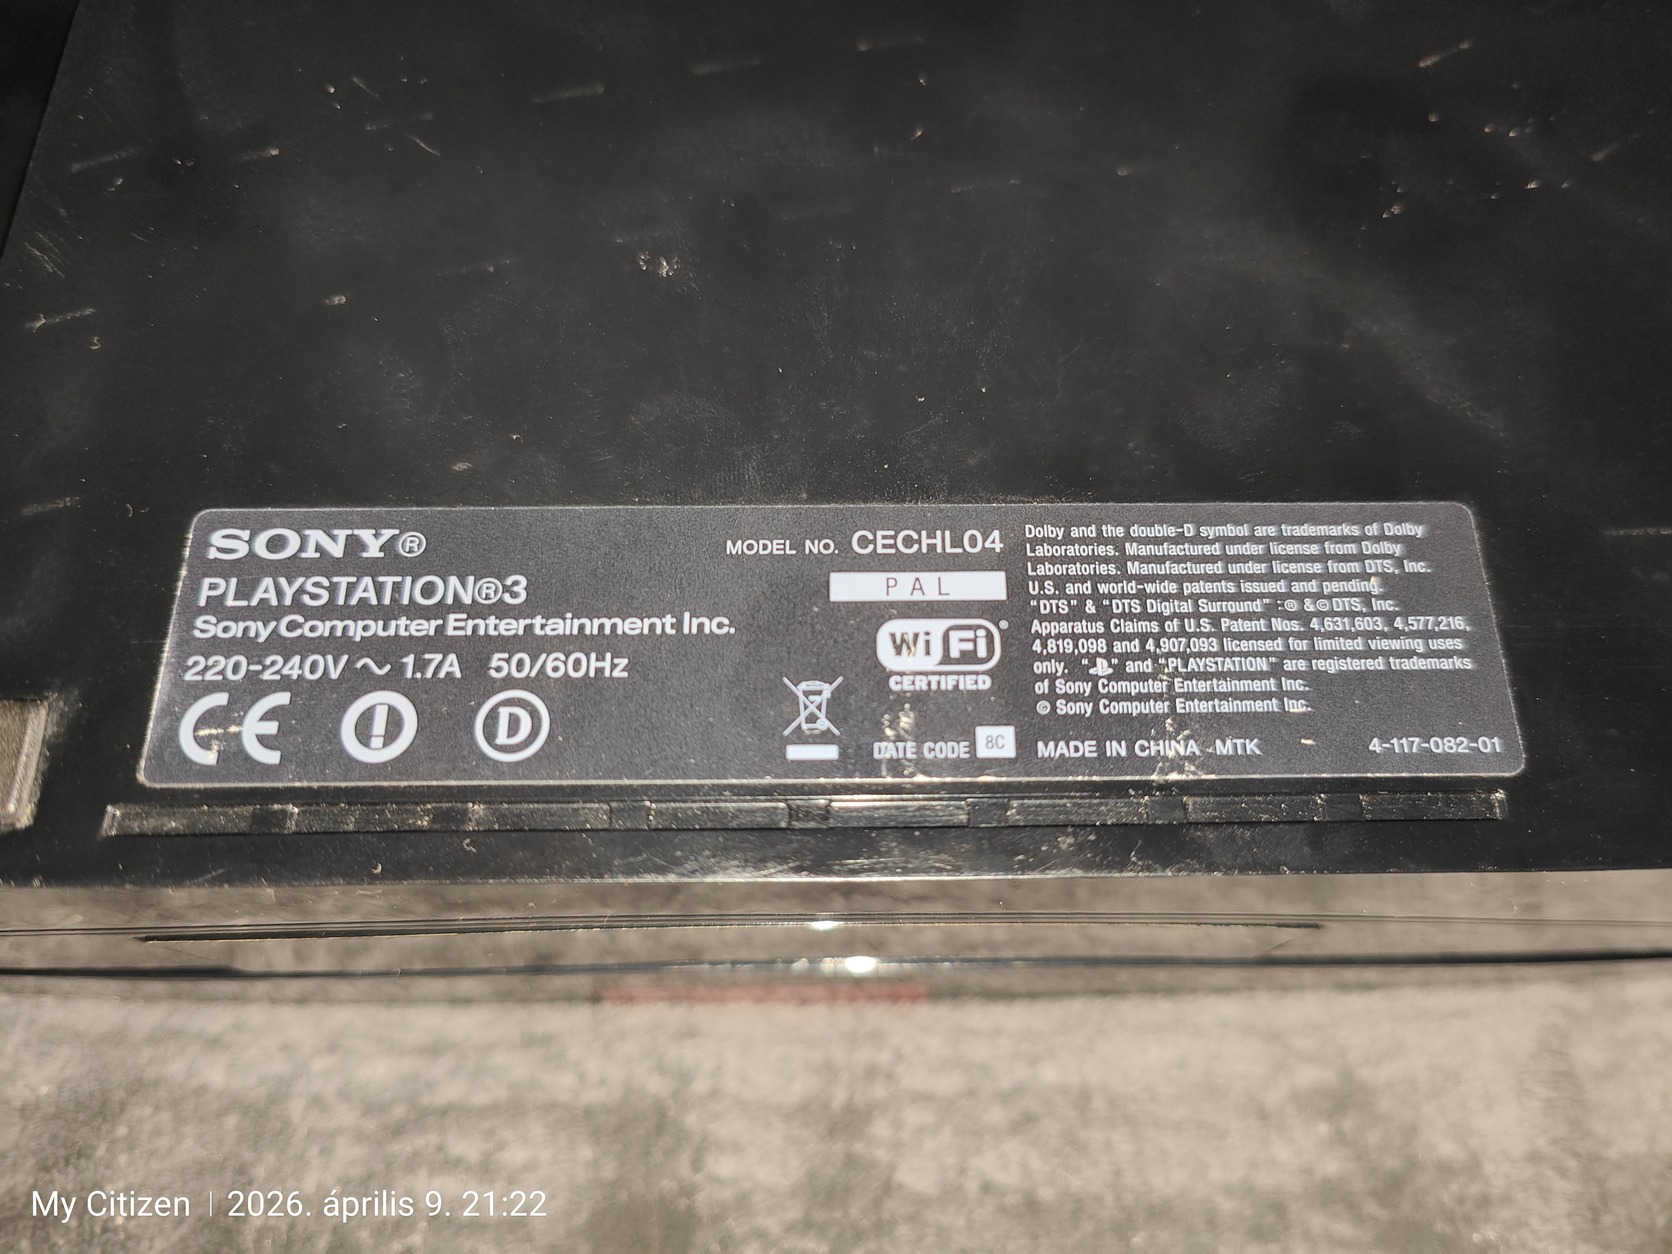 SONY®
PLAYSTATION®3
Sony Computer Entertainment Inc.
220-240V ~ 1.7A 50/60Hz
CE
D
MODEL NO. CECHL04
PAL
Wi Fi®
CERTIFIED
DATE CODE 8C
Dolby and the double-D symbol are trademarks of Dolby
Laboratories. Manufactured under license from Dolby
Laboratories. Manufactured under license from DTS, Inc.
U.S. and world-wide patents issued and pending.
"DTS" & "DTS Digital Surround" :® &© DTS, Inc.
Apparatus Claims of U.S. Patent Nos. 4,631,603, 4,577,216,
4,819,098 and 4,907,093 licensed for limited viewing uses
only. "" and "PLAYSTATION" are registered trademarks
of Sony Computer Entertainment Inc.
© Sony Computer Entertainment Inc.
MADE IN CHINA MTK 4-117-082-01
My Citizen | 2026. április 9. 21:22